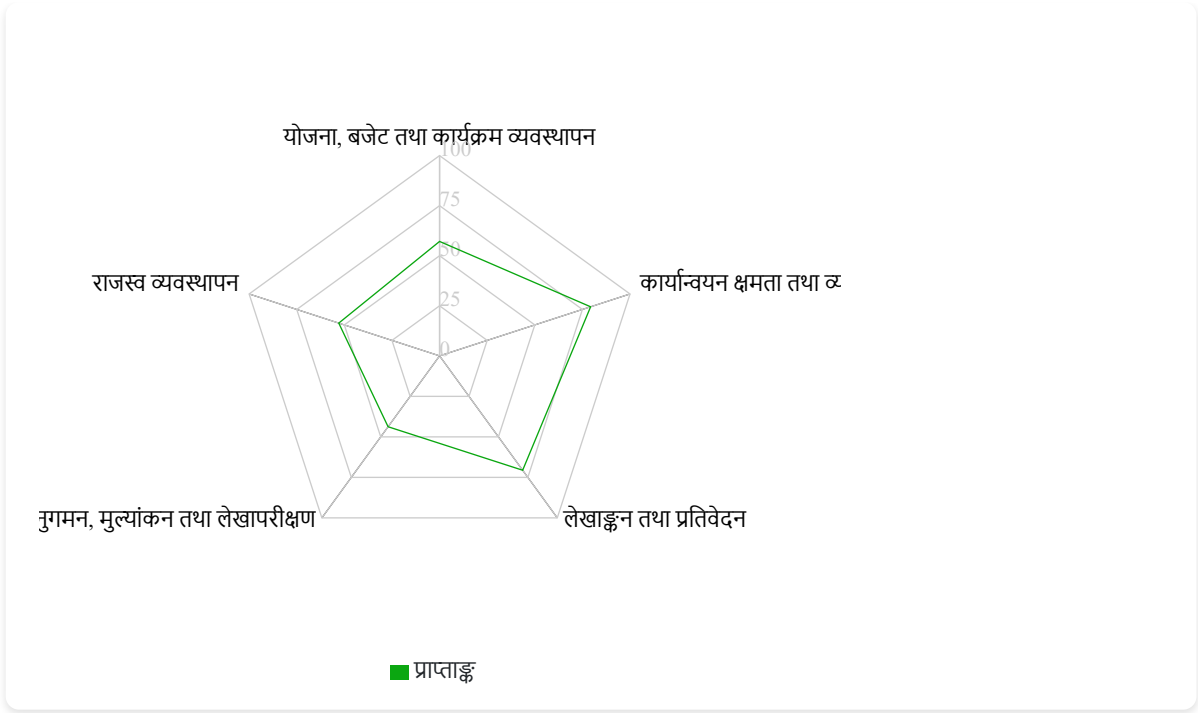 योजना, बजेट तथा कार्यक्रम व्यवस्थापन
100
75
50
25
0
राजस्व व्यवस्थापन
कार्यान्वयन क्षमता तथा व्य
नुगमन, मुल्यांकन तथा लेखापरीक्षण
लेखाङ्कन तथा प्रतिवेदन
प्राप्ताङ्क